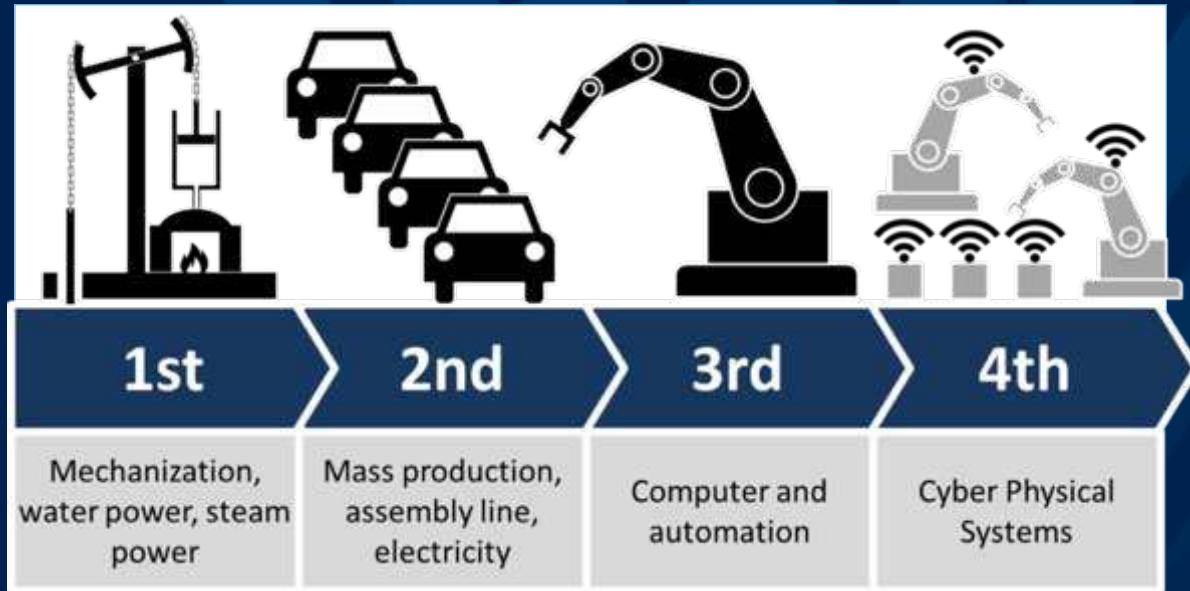 1st
2nd
3rd
4th
Mechanization,
water power, steam
power
Mass production,
assembly line,
electricity
Computer and
automation
Cyber Physical
Systems